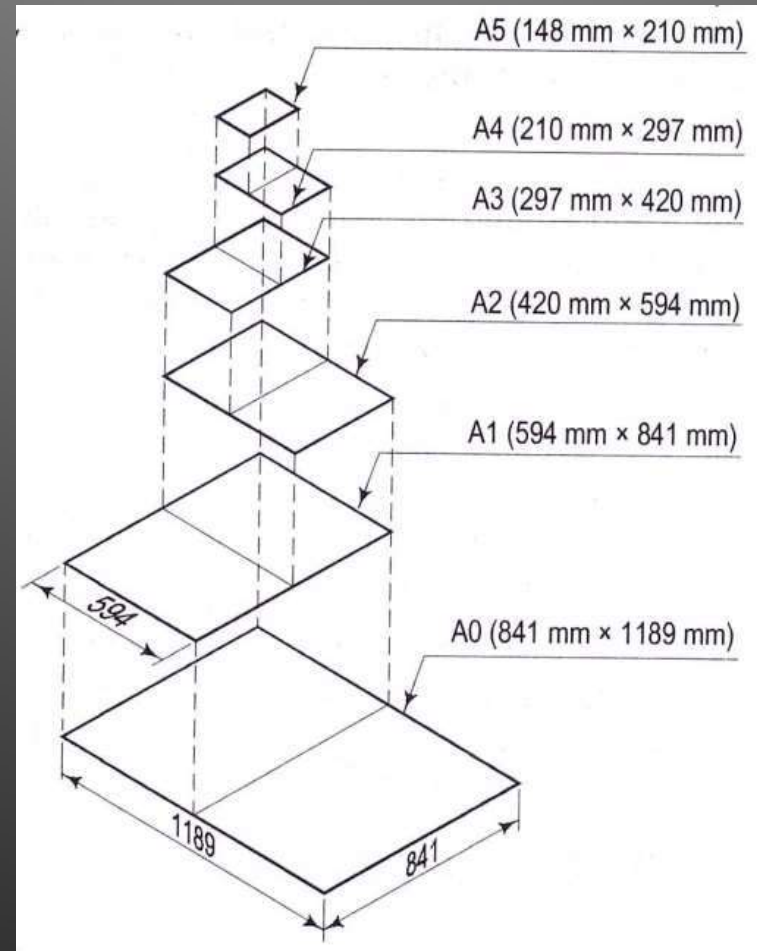 A5 (148 mm × 210 mm)
A4 (210 mm × 297 mm)
A3 (297 mm × 420 mm)
A2 (420 mm × 594 mm)
A1 (594 mm × 841 mm)
594
A0 (841 mm × 1189 mm)
1189
841